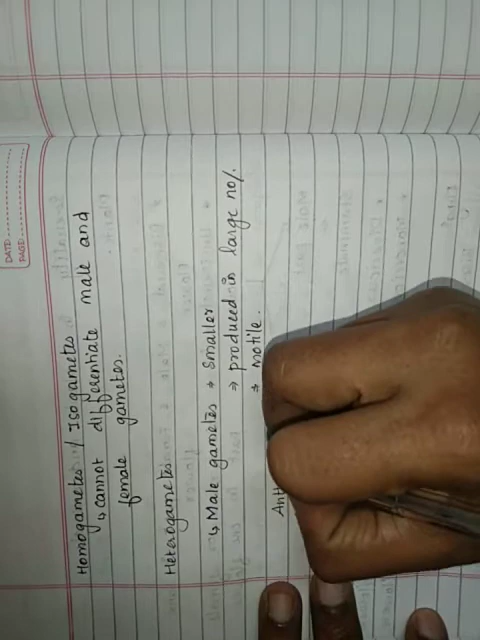 DATE
PAGE
Homogametes / Isogametes
↳ cannot differentiate male and
female gametes.
Heterogametes
↳ Male gametes → smaller
⇒ produced in large no/.
→ motile.
Anth